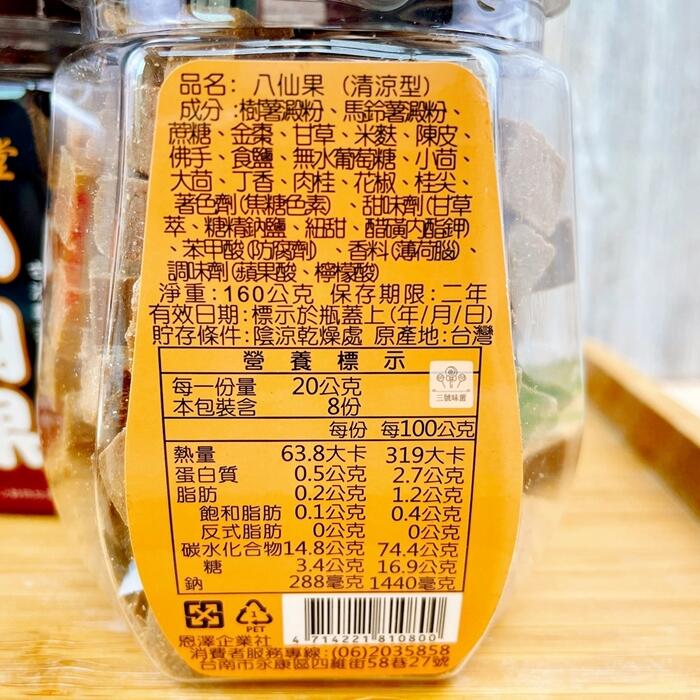 品名：八仙果（清涼型）
成分：樹薯澱粉、馬鈴薯澱粉、
蔗糖、金棗、甘草、米麩、陳皮、
佛手、食鹽、無水葡萄糖、小茴、
大茴、丁香、肉桂、花椒、桂尖、
著色劑(焦糖色素)、甜味劑(甘草
萃、糖精鈉鹽、紐甜、醋磺內酯鉀)
、苯甲酸(防腐劑)、香料(薄荷腦)、
調味劑(蘋果酸、檸檬酸)
淨重：160公克 保存期限：二年
有效日期：標示於瓶蓋上(年/月/日)
貯存條件：陰涼乾燥處 原產地：台灣
營養標示
每一份量 20公克
本包裝含 8份
三號味蕾
每份 每100公克
熱量 63.8大卡 319大卡
蛋白質 0.5公克 2.7公克
脂肪 0.2公克 1.2公克
飽和脂肪 0.1公克 0.4公克
反式脂肪 0公克 0公克
碳水化合物14.8公克 74.4公克
糖 3.4公克 16.9公克
鈉 288毫克 1440毫克
1
PET
4 714221 810800
恩澤企業社
消費者服務專線：(06)2035858
台南市永康區四維街58巷27號